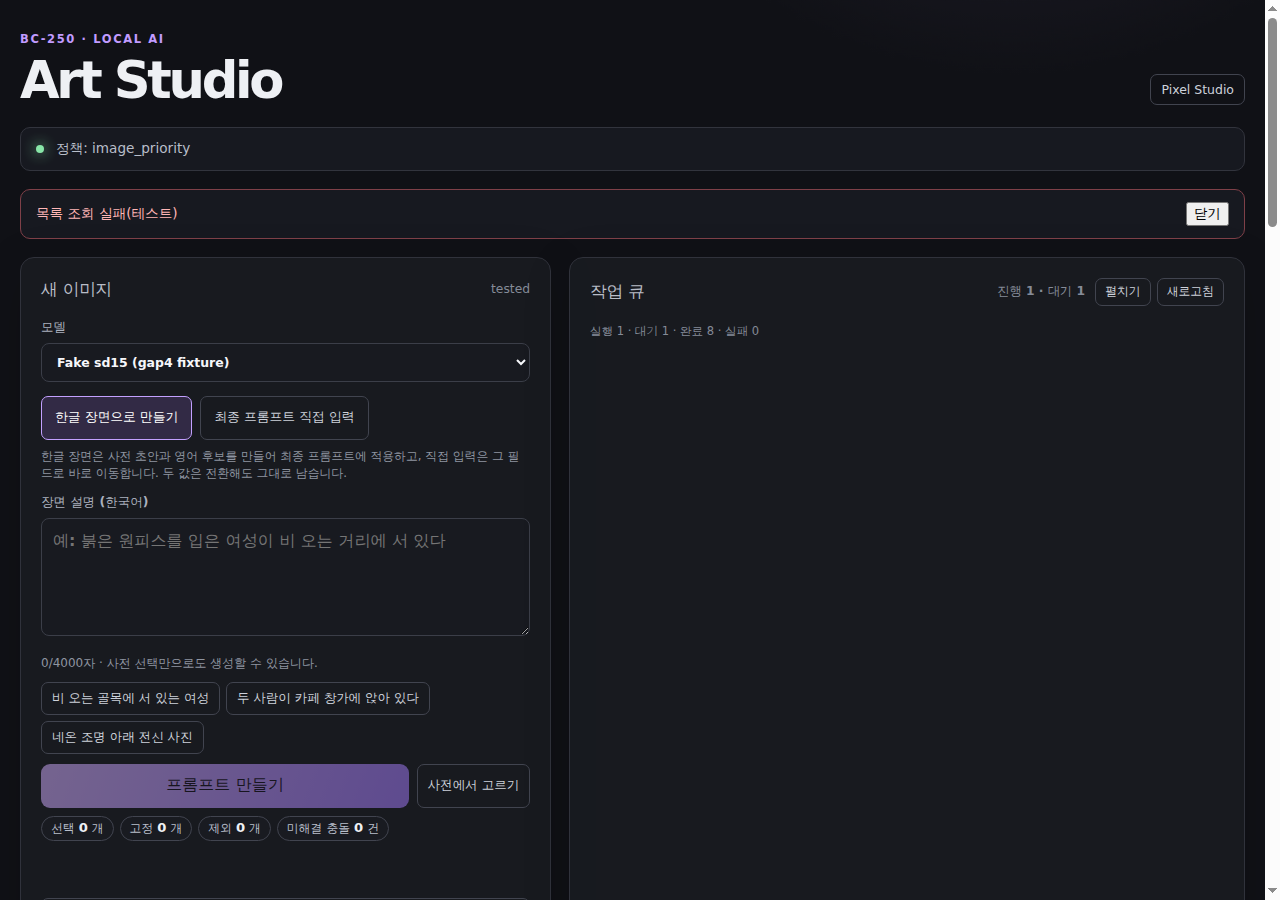 BC-250 · LOCAL AI
Art Studio
Pixel Studio
정책: image_priority
목록 조회 실패(테스트)
닫기
새 이미지
tested
모델
Fake sd15 (gap4 fixture)
한글 장면으로 만들기
최종 프롬프트 직접 입력
한글 장면은 사전 초안과 영어 후보를 만들어 최종 프롬프트에 적용하고, 직접 입력은 그 필
드로 바로 이동합니다. 두 값은 전환해도 그대로 남습니다.
장면 설명 (한국어)
예: 붉은 원피스를 입은 여성이 비 오는 거리에 서 있다
0/4000자 · 사전 선택만으로도 생성할 수 있습니다.
비 오는 골목에 서 있는 여성
두 사람이 카페 창가에 앉아 있다
네온 조명 아래 전신 사진
프롬프트 만들기
사전에서 고르기
선택 0 개
고정 0 개
제외 0 개
미해결 충돌 0 건
작업 큐
진행 1 · 대기 1
펼치기
새로고침
실행 1 · 대기 1 · 완료 8 · 실패 0